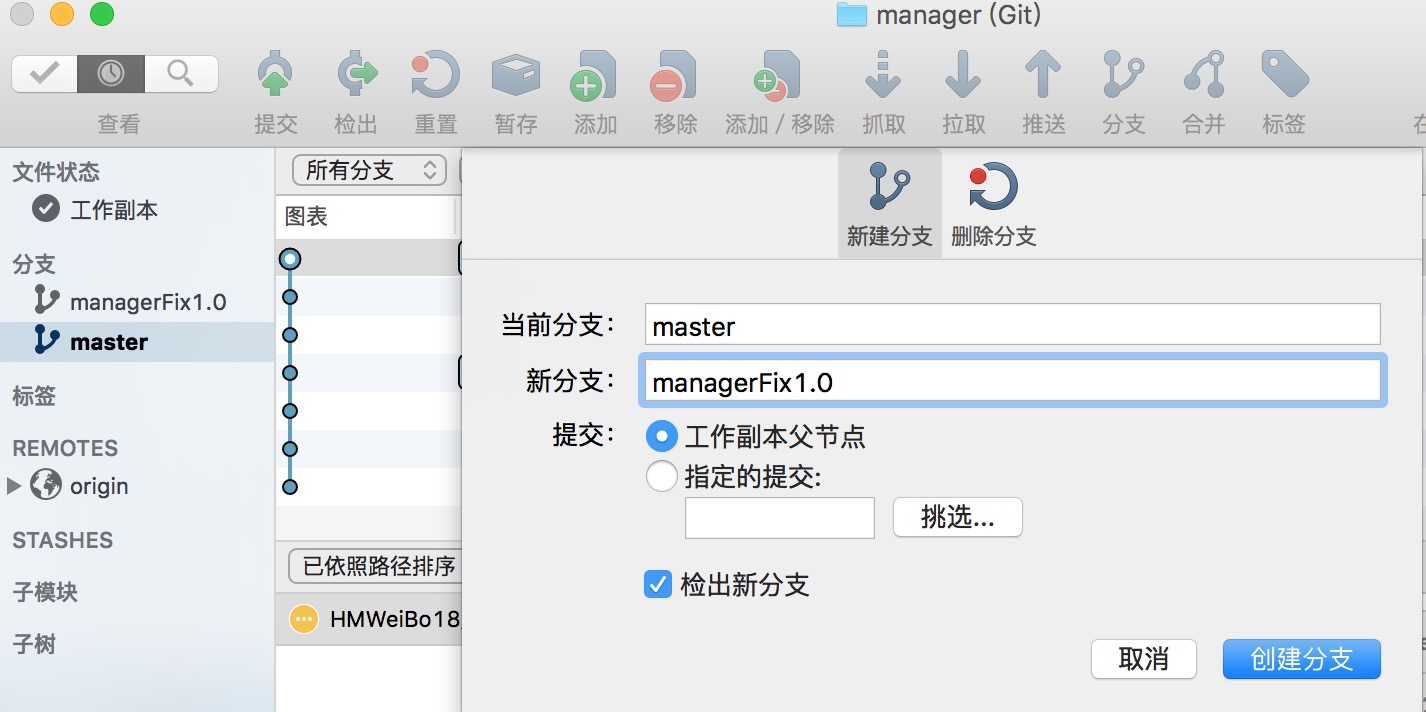 manager (Git)
查看
提交
检出
重置
暂存
添加
移除
添加 / 移除
抓取
拉取
推送
分支
合并
标签
文件状态
工作副本
分支
managerFix1.0
master
标签
REMOTES
origin
STASHES
子模块
子树
所有分支
图表
已依照路径排序
HMWeiBo18
新建分支
删除分支
当前分支：
master
新分支：
managerFix1.0
提交：
工作副本父节点
指定的提交:
挑选...
检出新分支
取消
创建分支